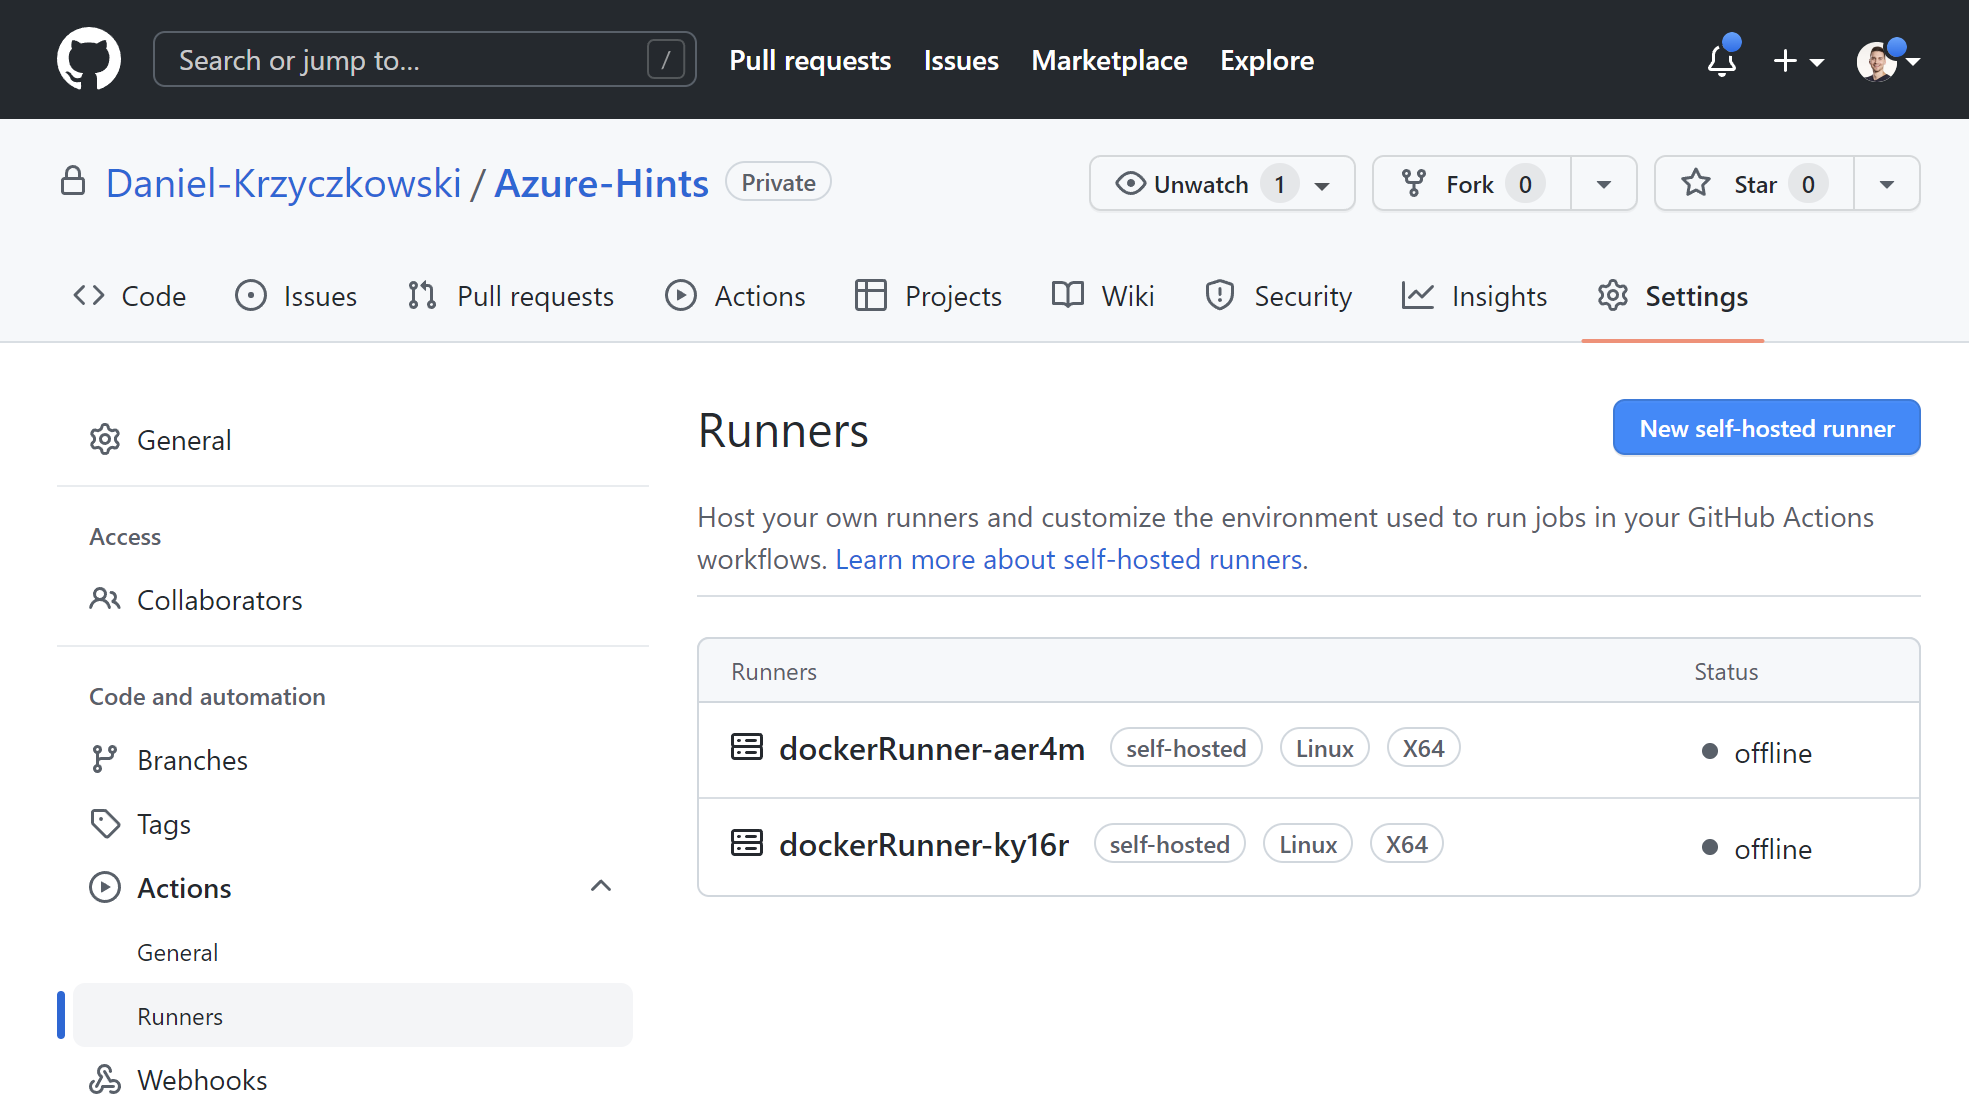 Search or jump to... /
Pull requests Issues Marketplace Explore
Daniel-Krzyczkowski / Azure-Hints Private
Unwatch 1 Fork 0 Star 0
Code Issues Pull requests Actions Projects Wiki Security Insights Settings
General
Access
Collaborators
Code and automation
Branches
Tags
Actions
General
Runners
Webhooks
Runners
New self-hosted runner
Host your own runners and customize the environment used to run jobs in your GitHub Actions
workflows. Learn more about self-hosted runners.
Runners Status
dockerRunner-aer4m self-hosted Linux X64 offline
dockerRunner-ky16r self-hosted Linux X64 offline